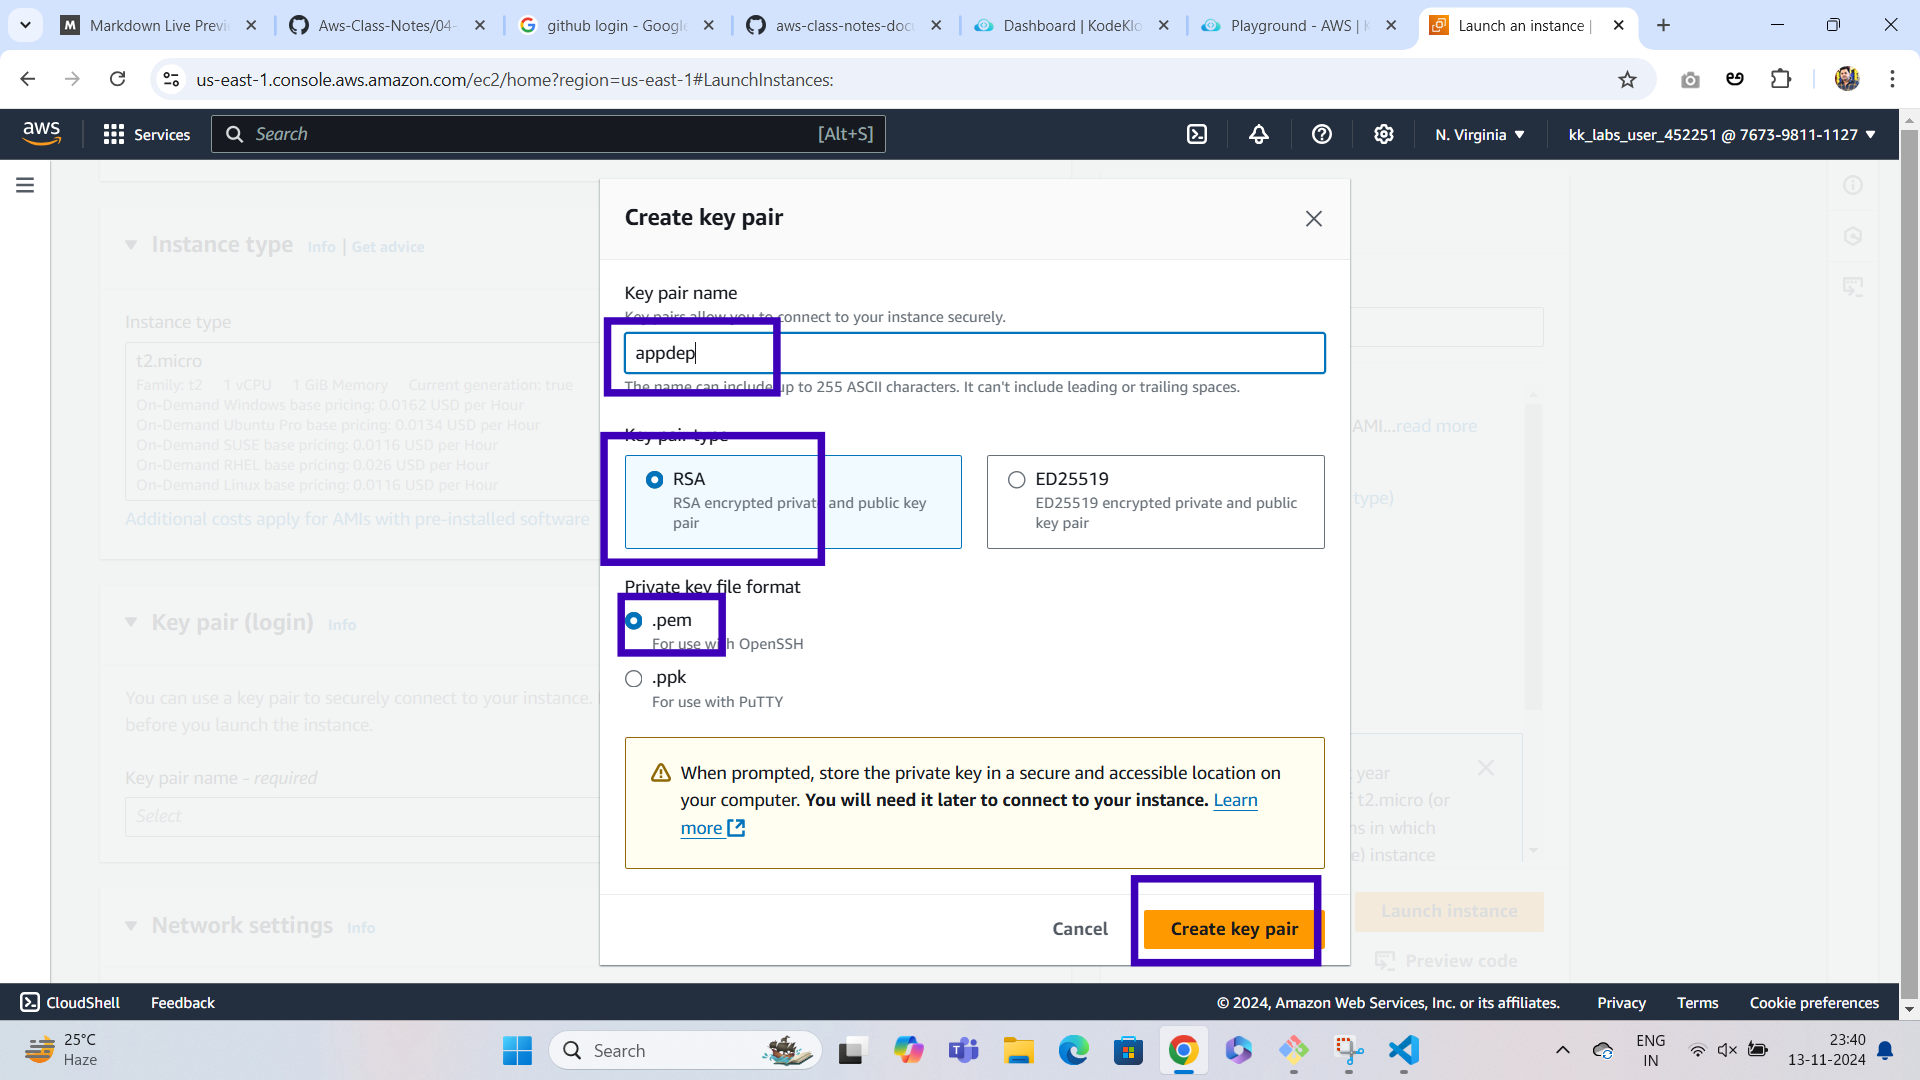 Markdown Live Previ
Aws-Class-Notes/04-
github login - Google
aws-class-notes-docu
Dashboard | KodeKlo
Playground - AWS | K
Launch an instance |
us-east-1.console.aws.amazon.com/ec2/home?region=us-east-1#LaunchInstances:
aws
Services
Search
[Alt+S]
N. Virginia
kk_labs_user_452251 @ 7673-9811-1127
Instance type Info | Get advice
Instance type
t2.micro
Family: t2 1 vCPU 1 GiB Memory Current generation: true
On-Demand Windows base pricing: 0.0162 USD per Hour
On-Demand Ubuntu Pro base pricing: 0.0134 USD per Hour
On-Demand SUSE base pricing: 0.0116 USD per Hour
On-Demand RHEL base pricing: 0.026 USD per Hour
On-Demand Linux base pricing: 0.0116 USD per Hour
Additional costs apply for AMIs with pre-installed software
Key pair (login) Info
You can use a key pair to securely connect to your instance.
before you launch the instance.
Key pair name - required
Select
Network settings Info
Create key pair
Key pair name
Key pairs allow you to connect to your instance securely.
appdep
The name can include up to 255 ASCII characters. It can't include leading or trailing spaces.
Key pair type
RSA
RSA encrypted private and public key
pair
ED25519
ED25519 encrypted private and public
key pair
Private key file format
.pem
For use with OpenSSH
.ppk
For use with PuTTY
When prompted, store the private key in a secure and accessible location on
your computer. You will need it later to connect to your instance. Learn
more
Cancel
Create key pair
AMI...read more
type)
year
t2.micro (or
ns in which
e) instance
Launch instance
Preview code
CloudShell
Feedback
© 2024, Amazon Web Services, Inc. or its affiliates.
Privacy
Terms
Cookie preferences
25°C
Haze
Search
ENG
IN
23:40
13-11-2024